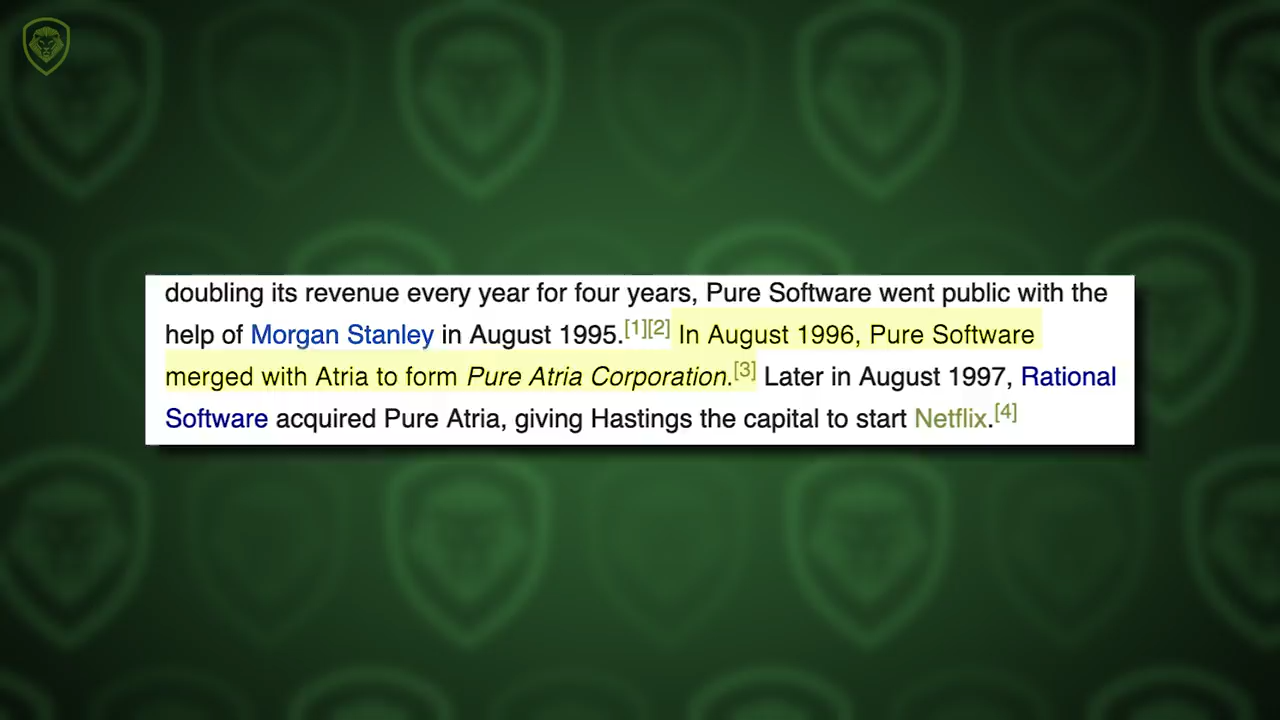 doubling its revenue every year for four years, Pure Software went public with the
help of Morgan Stanley in August 1995.[1][2] In August 1996, Pure Software
merged with Atria to form Pure Atria Corporation.[3] Later in August 1997, Rational
Software acquired Pure Atria, giving Hastings the capital to start Netflix.[4]